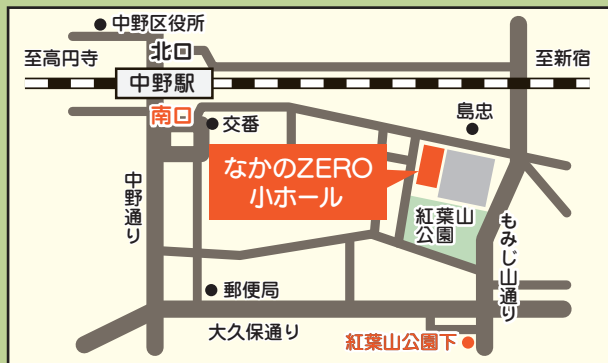 中野区役所
北口
至高円寺
至新宿
中野駅
南口
交番
島忠
なかのZERO
小ホール
中野通り
紅葉山
公園
もみじ山通り
郵便局
大久保通り
紅葉山公園下